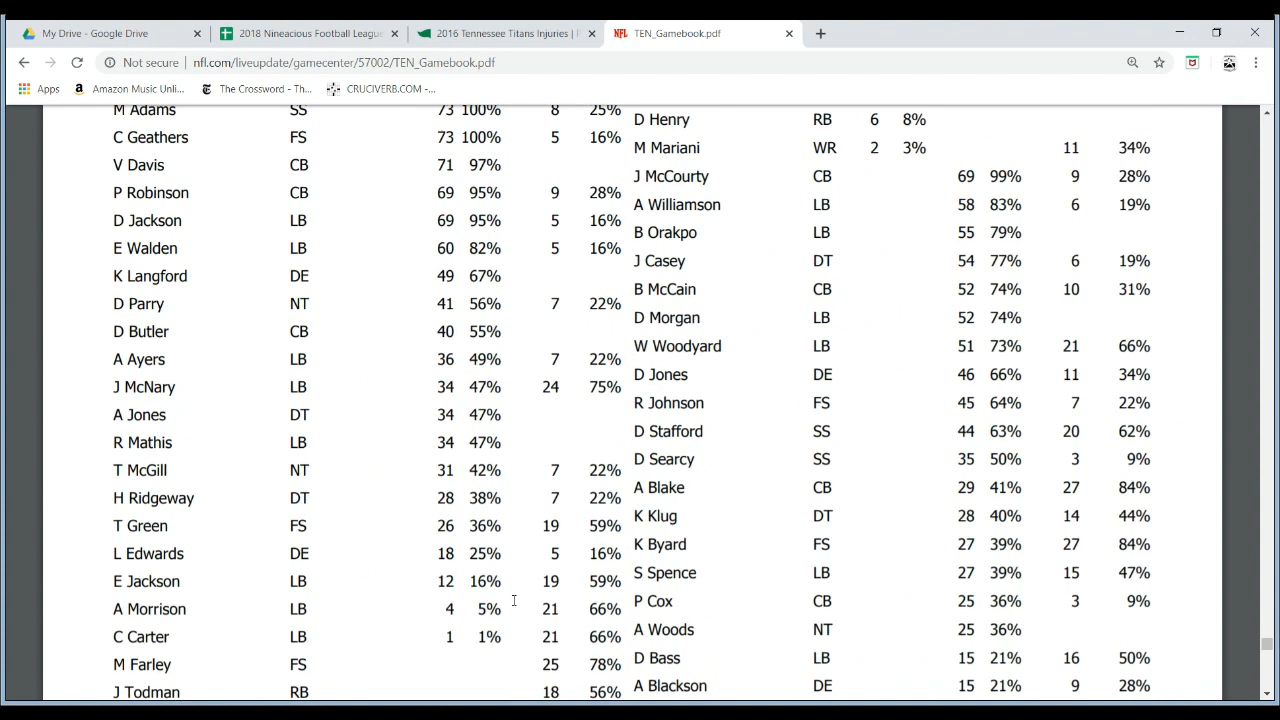 My Drive - Google Drive
2018 Nineacious Football League
2016 Tennessee Titans Injuries |
NFL TEN_Gamebook.pdf
Not secure | nfl.com/liveupdate/gamecenter/57002/TEN_Gamebook.pdf
Apps
Amazon Music Unli...
The Crossword - Th...
CRUCIVERB.COM -...
M Adams SS 73 100% 8 25%
C Geathers FS 73 100% 5 16%
V Davis CB 71 97%
P Robinson CB 69 95% 9 28%
D Jackson LB 69 95% 5 16%
E Walden LB 60 82% 5 16%
K Langford DE 49 67%
D Parry NT 41 56% 7 22%
D Butler CB 40 55%
A Ayers LB 36 49% 7 22%
J McNary LB 34 47% 24 75%
A Jones DT 34 47%
R Mathis LB 34 47%
T McGill NT 31 42% 7 22%
H Ridgeway DT 28 38% 7 22%
T Green FS 26 36% 19 59%
L Edwards DE 18 25% 5 16%
E Jackson LB 12 16% 19 59%
A Morrison LB 4 5% 21 66%
C Carter LB 1 1% 21 66%
M Farley FS 25 78%
J Todman RB 18 56%
D Henry RB 6 8%
M Mariani WR 2 3% 11 34%
J McCourty CB 69 99% 9 28%
A Williamson LB 58 83% 6 19%
B Orakpo LB 55 79%
J Casey DT 54 77% 6 19%
B McCain CB 52 74% 10 31%
D Morgan LB 52 74%
W Woodyard LB 51 73% 21 66%
D Jones DE 46 66% 11 34%
R Johnson FS 45 64% 7 22%
D Stafford SS 44 63% 20 62%
D Searcy SS 35 50% 3 9%
A Blake CB 29 41% 27 84%
K Klug DT 28 40% 14 44%
K Byard FS 27 39% 27 84%
S Spence LB 27 39% 15 47%
P Cox CB 25 36% 3 9%
A Woods NT 25 36%
D Bass LB 15 21% 16 50%
A Blackson DE 15 21% 9 28%